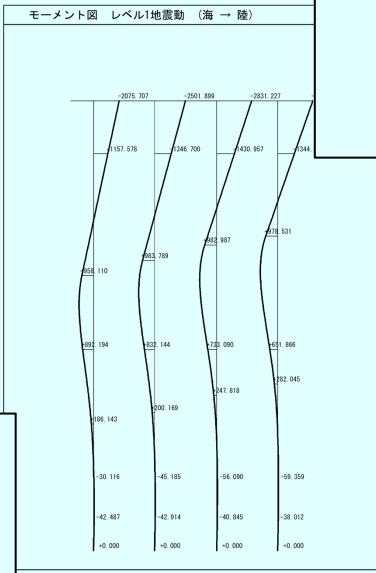 モーメント図 レベル1地震動 (海 → 陸)
-2075.707 -2501.899 -2831.227
-1157.578 -1346.700 -1430.957 -1344.
+978.531
+983.789 +982.987
+958.110
+892.194 +832.144 +733.090 +651.866
+282.045
+247.818
+200.169
+186.143
-30.116 -45.185 -56.090 -59.359
-42.487 -42.914 -40.845 -38.012
+0.000 +0.000 +0.000 +0.000